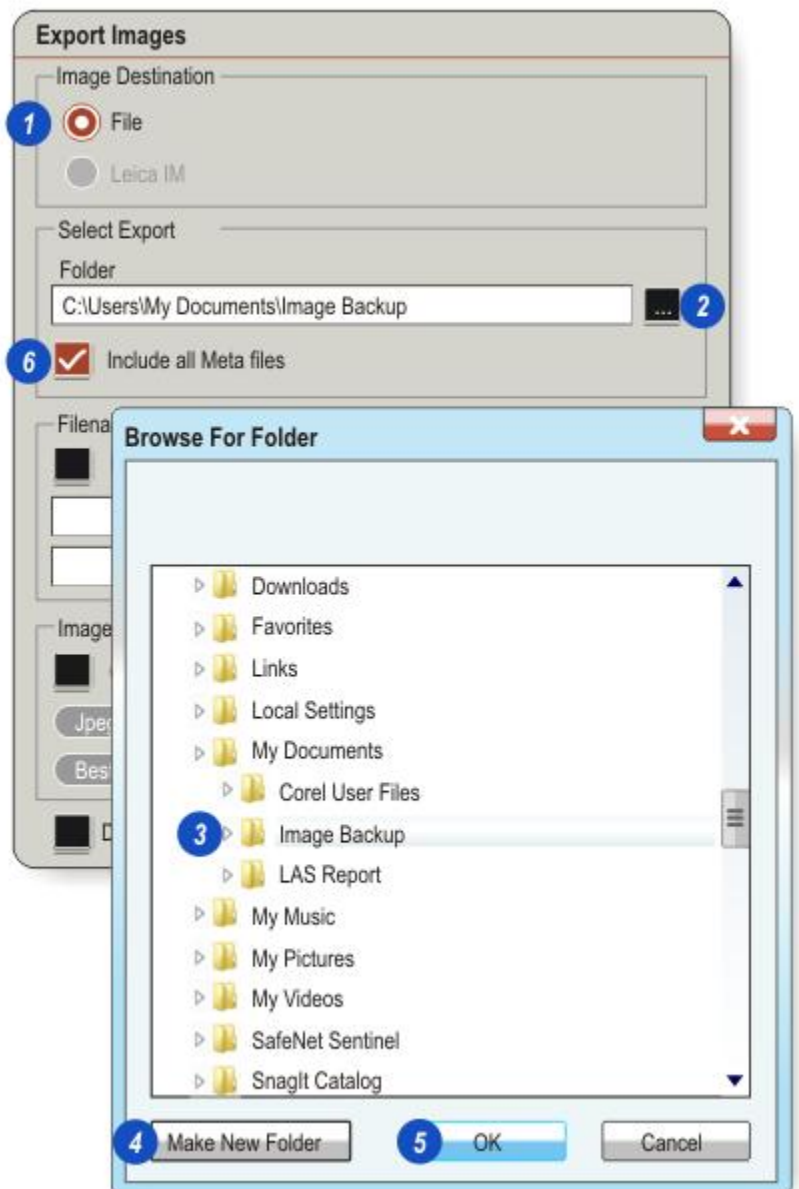 Export Images
Image Destination
1 File
Leica IM
Select Export
Folder
C:\Users\My Documents\Image Backup ... 2
6 Include all Meta files
Filena
Browse For Folder
Downloads
Favorites
Links
Local Settings
My Documents
Corel User Files
3 Image Backup
LAS Report
My Music
My Pictures
My Videos
SafeNet Sentinel
SnagIt Catalog
Image
Jpeg
Best
D
4 Make New Folder
5 OK
Cancel